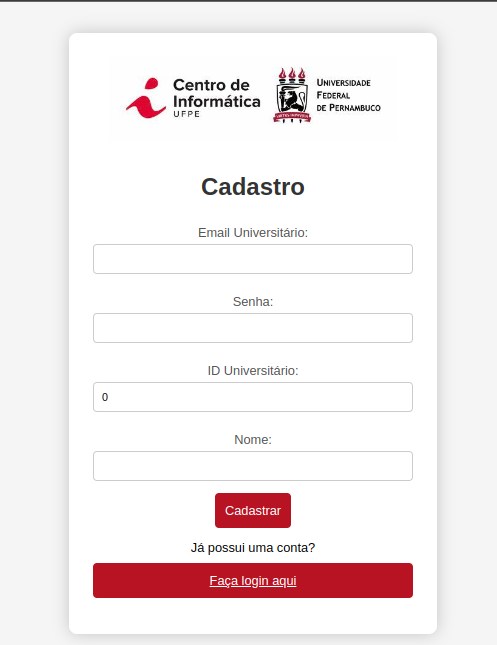 Centro de
Informática
UFPE
UNIVERSIDADE
FEDERAL
DE PERNAMBUCO
Cadastro
Email Universitário:
Senha:
ID Universitário:
0
Nome:
Cadastrar
Já possui uma conta?
Faça login aqui